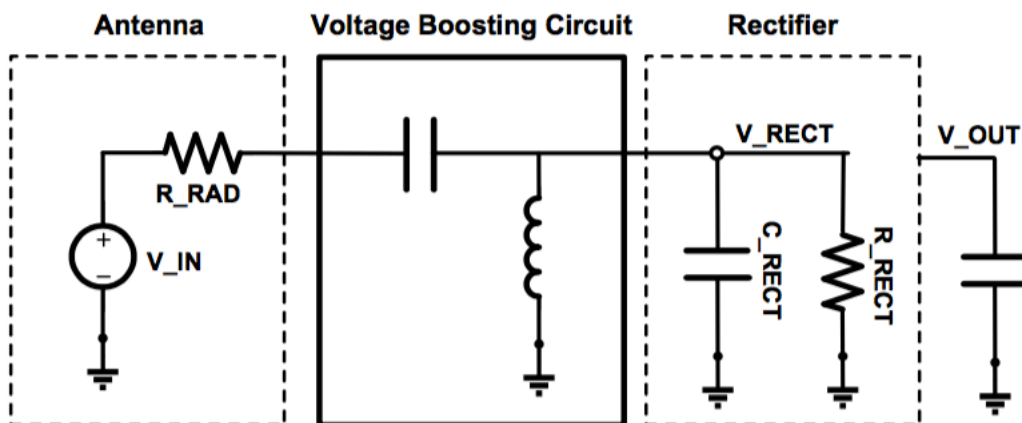 Antenna
Voltage Boosting Circuit
Rectifier
V_RECT
V_OUT
R_RAD
+
−
V_IN
C_RECT
R_RECT